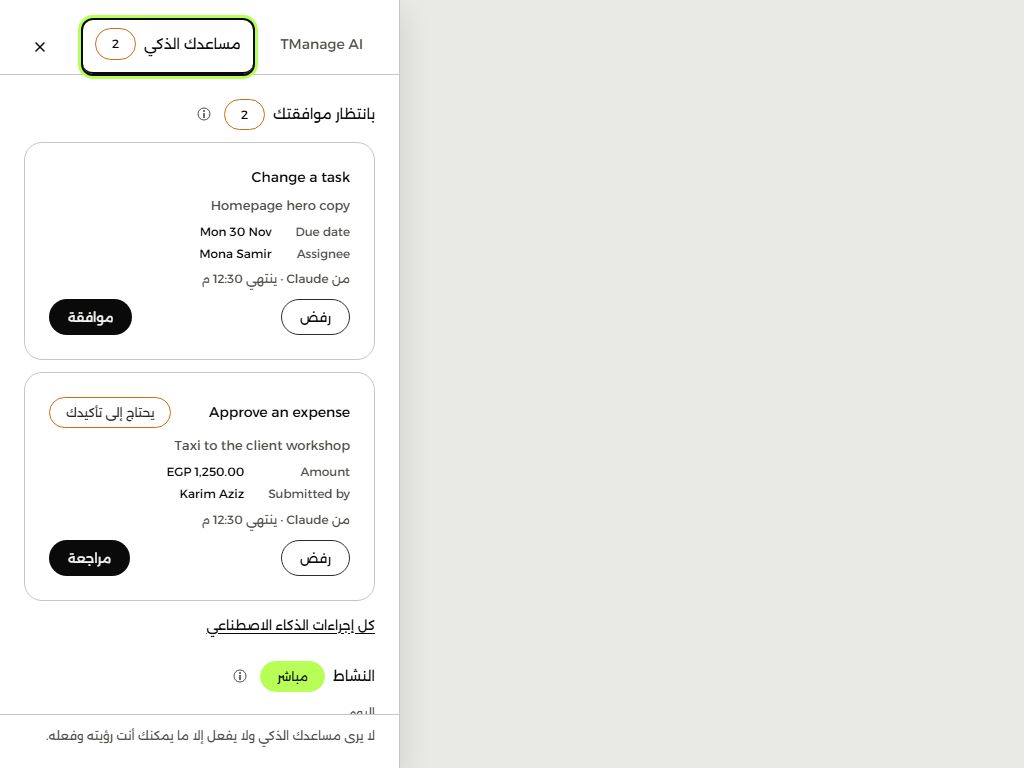 TManage AI
مساعدك الذكي 2
بانتظار موافقتك 2
Change a task
Homepage hero copy
Due date Mon 30 Nov
Assignee Mona Samir
من Claude · ينتهي 12:30 م
رفض موافقة
Approve an expense يحتاج إلى تأكيدك
Taxi to the client workshop
Amount EGP 1,250.00
Submitted by Karim Aziz
من Claude · ينتهي 12:30 م
رفض مراجعة
كل إجراءات الذكاء الاصطناعي
النشاط مباشر
اليوم
لا يرى مساعدك الذكي ولا يفعل إلا ما يمكنك أنت رؤيته وفعله.